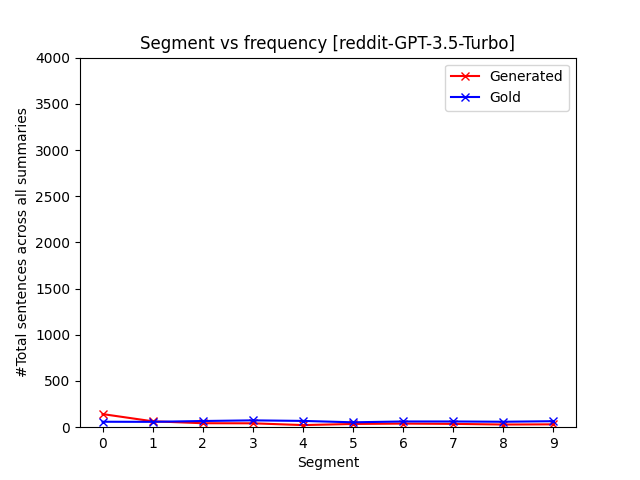 Segment vs frequency [reddit-GPT-3.5-Turbo]
Generated
Gold
#Total sentences across all summaries
4000
3500
3000
2500
2000
1500
1000
500
0
0 1 2 3 4 5 6 7 8 9
Segment